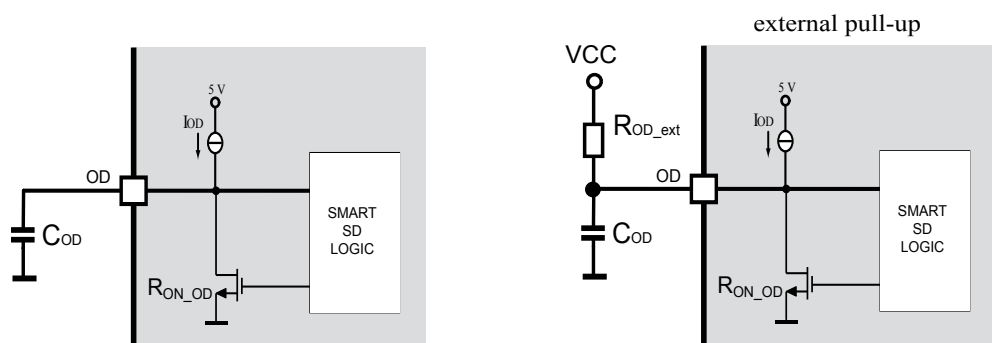 external pull-up
VCC
5 V
IOD
OD
COD
RON_OD
SMART
SD
LOGIC
ROD_ext
5 V
IOD
OD
COD
RON_OD
SMART
SD
LOGIC